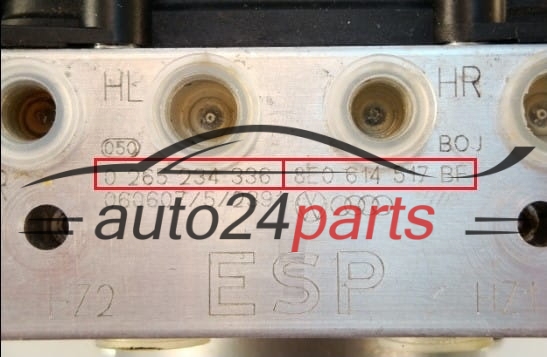 HL HR
050 BOJ
0 265 234 336 8E0 614 517 BF
auto24parts
ESP